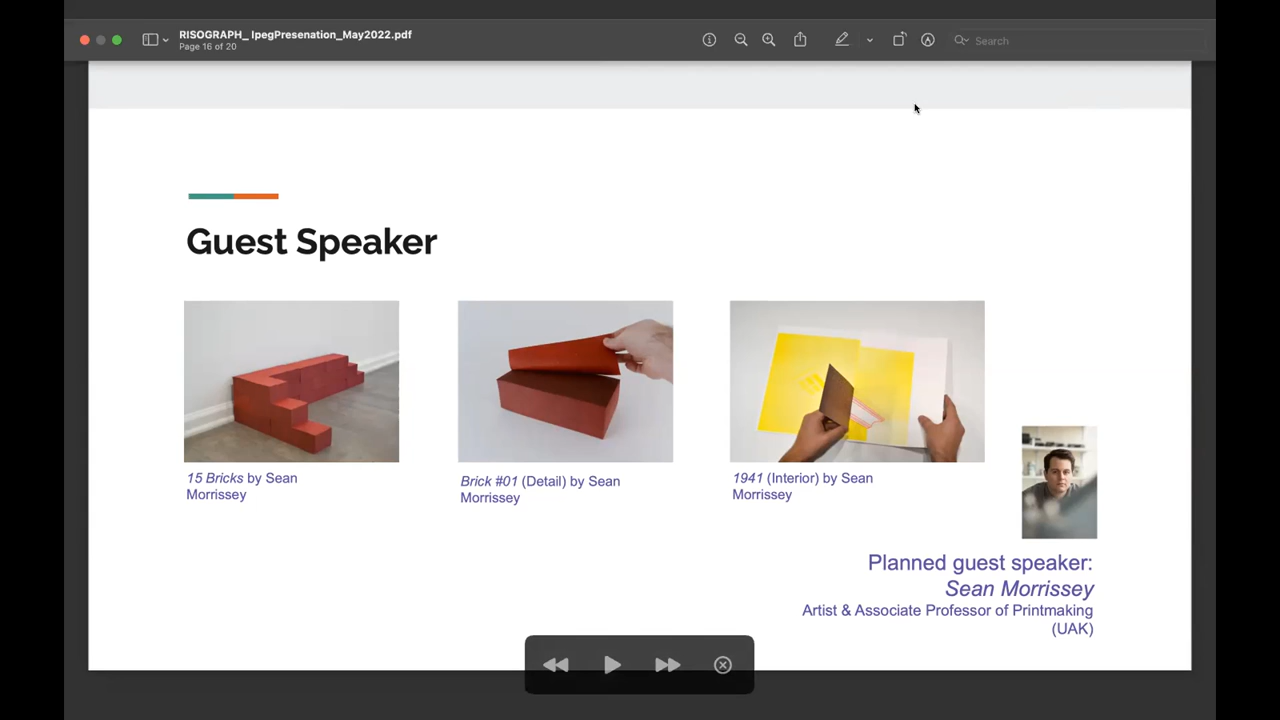 RISOGRAPH_ IpegPresenation_May2022.pdf
Page 16 of 20
Search
Guest Speaker
15 Bricks by Sean
Morrissey
Brick #01 (Detail) by Sean
Morrissey
1941 (Interior) by Sean
Morrissey
Planned guest speaker:
Sean Morrissey
Artist & Associate Professor of Printmaking
(UAK)